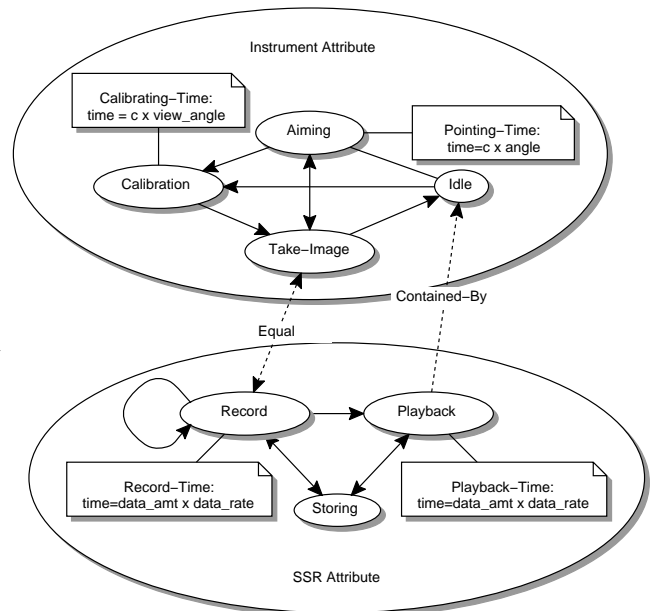 Instrument Attribute
Calibrating–Time:
time = c x view_angle
Aiming
Pointing–Time:
time=c x angle
Calibration
Idle
Take–Image
Contained–By
Equal
Record
Playback
Record–Time:
time=data_amt x data_rate
Playback–Time:
time=data_amt x data_rate
Storing
SSR Attribute